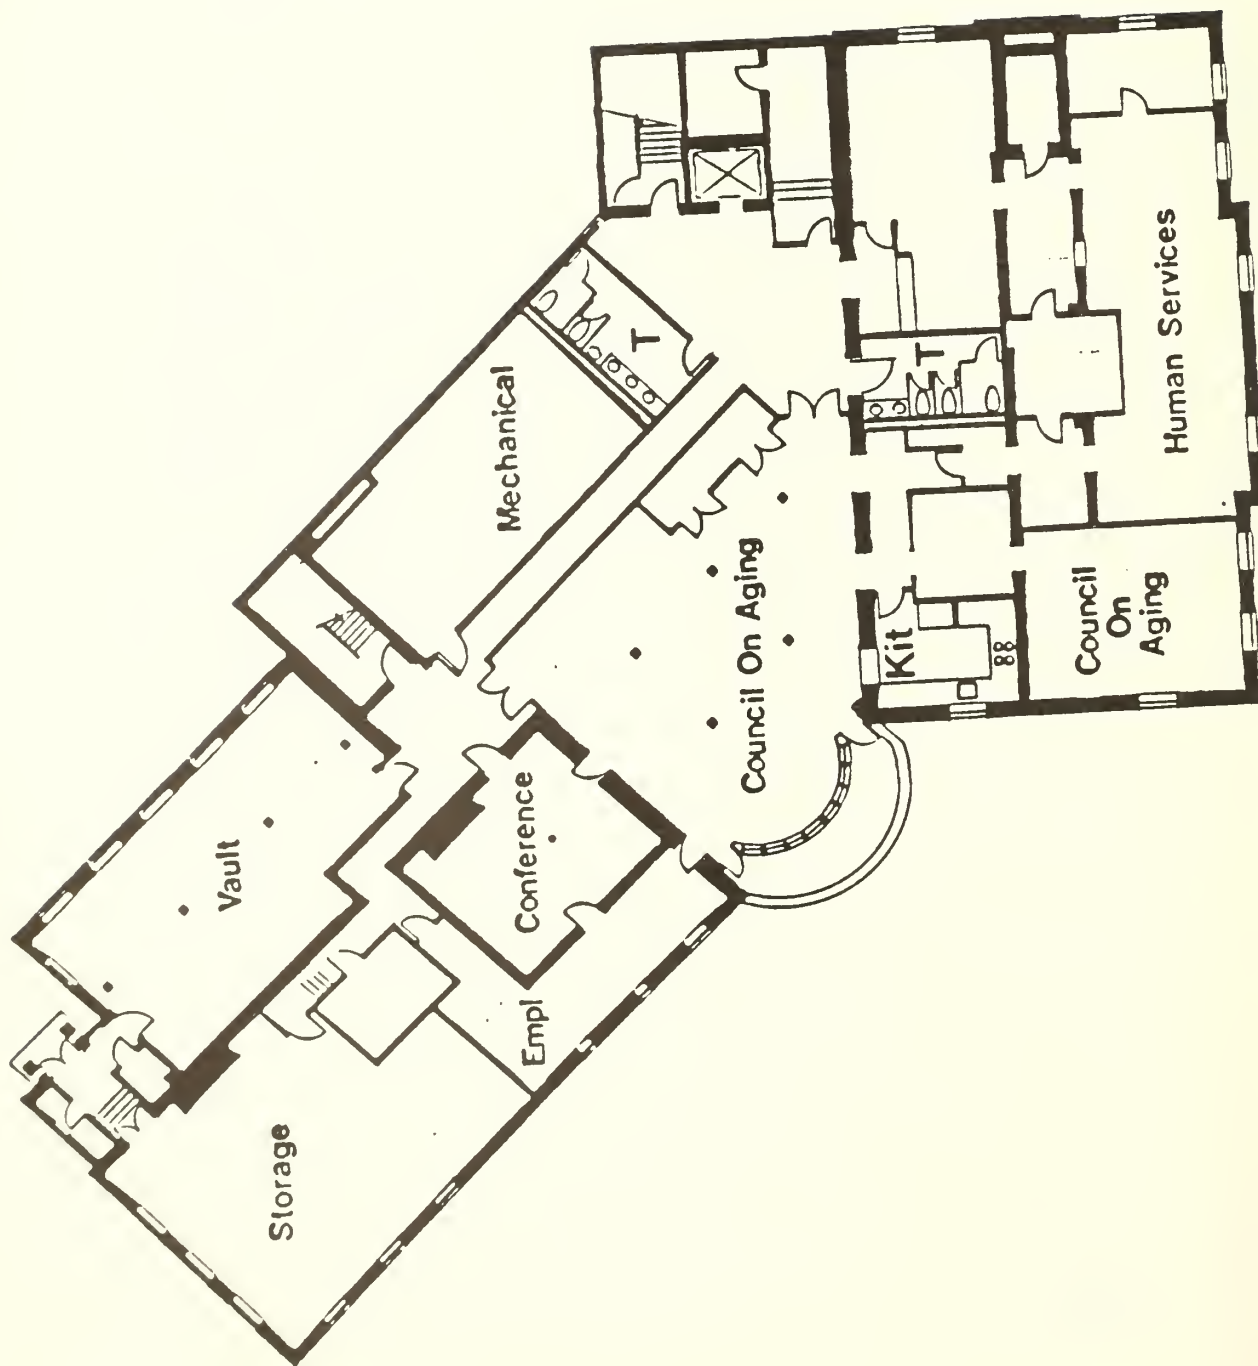 Storage
Vault
Empl
Conference
Mechanical
T
Council On Aging
Kit
T
Council
On
Aging
Human Services